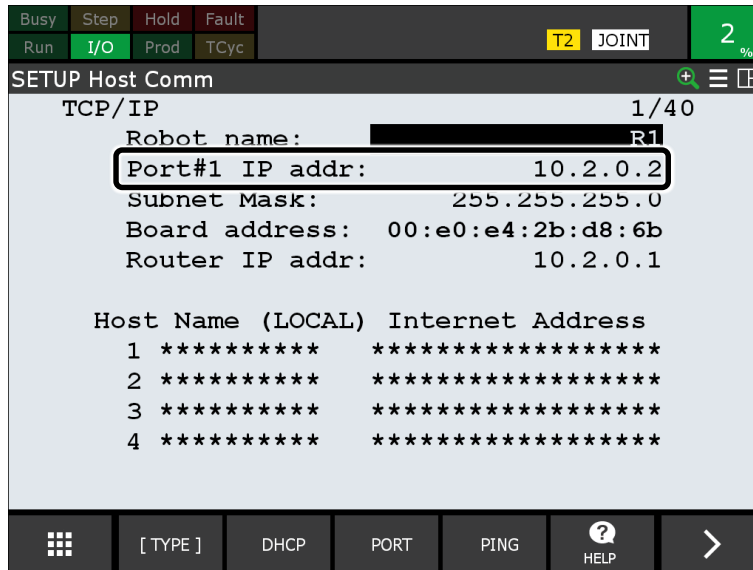 Busy Step Hold Fault
Run I/O Prod TCyc T2 JOINT 2 %
SETUP Host Comm
TCP/IP 1/40
Robot name: R1
Port#1 IP addr: 10.2.0.2
Subnet Mask: 255.255.255.0
Board address: 00:e0:e4:2b:d8:6b
Router IP addr: 10.2.0.1
Host Name (LOCAL) Internet Address
1 ********** ******************
2 ********** ******************
3 ********** ******************
4 ********** ******************
[ TYPE ] DHCP PORT PING HELP